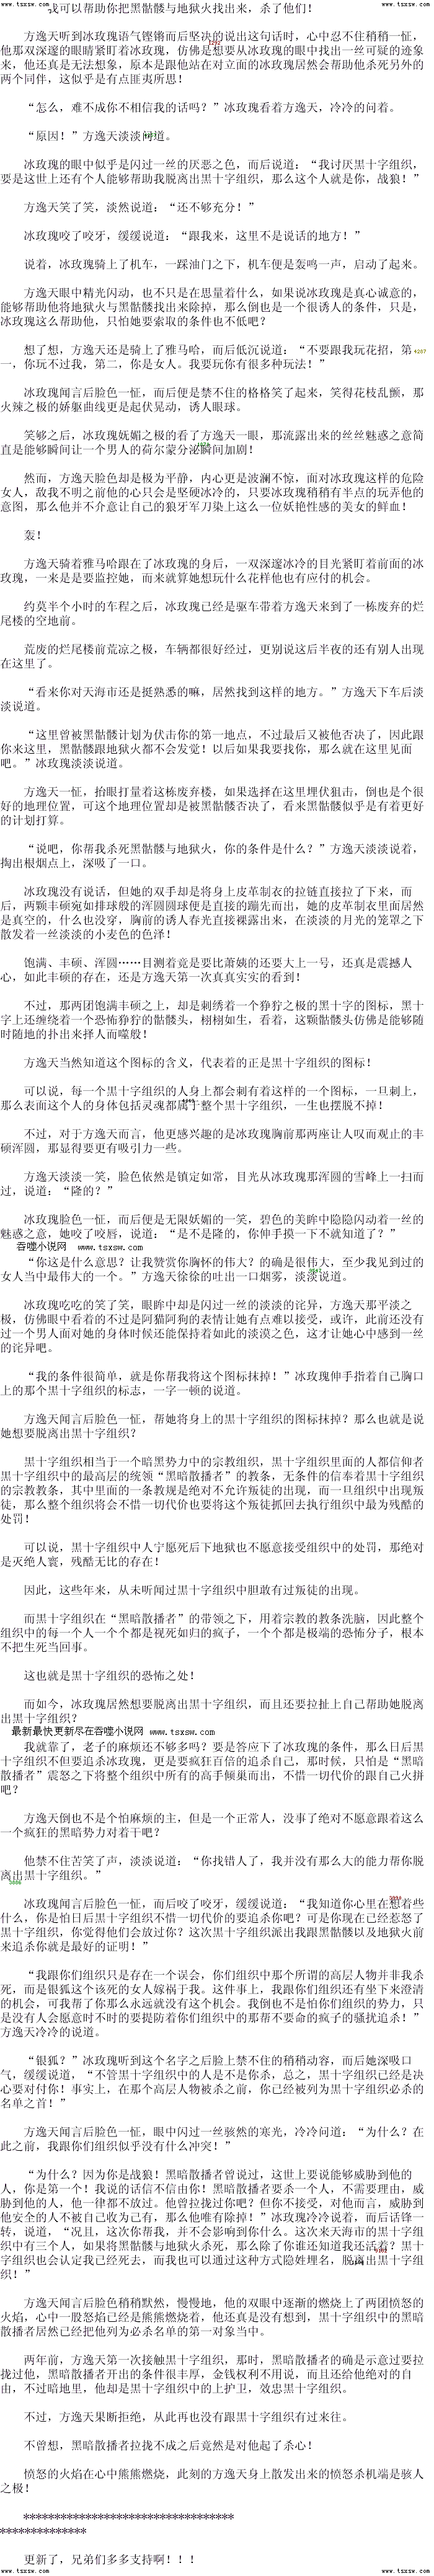 www.tsxsw.com www.tsxsw.com
我可以帮助你把黑骷髅与地狱火找出来，杀了他们！
方逸天听到冰玫瑰语气铿锵而后坚决的说出这句话时，心中忍不住稍稍一怔，
他那双深邃的眼睛紧盯着冰玫瑰，仿佛是想要从冰玫瑰的眼中找出一丝可疑的迹象
来，他还真是无法想象，原本是跟他站在对立面的冰玫瑰居然会帮助他杀死另外的
两个同伴，这似乎是有点匪夷所思！
“怎么，难不成你不相信我的话吗？”冰玫瑰看着方逸天，冷冷的问着。
“原因！”方逸天淡淡问道。
冰玫瑰的眼中似乎是闪过一丝的厌恶之色，而后说道：“我讨厌黑十字组织，
要是这世上还有个人能够帮助我脱离出黑十字组织，那么这个人就是你，战狼！”
方逸天笑了笑，淡然说道：“还不够充分！”
冰玫瑰咬了咬牙，缓缓说道：“跟我来，这里不是说话的地方！”
说着，冰玫瑰骑上了机车，一踩油门之下，机车便是轰鸣一声，启动了起来。
方逸天眼中精光闪动，也不只是在思量着什么，如果说冰玫瑰是真心诚意的，
能够帮助他将地狱火与黑骷髅找出来除掉，那么倒也是一个很诱人的条件，只是，
冰玫瑰这么帮助他，只怕她要索取的条件也不低吧？
想了想，方逸天还是骑上了雅马哈，而后低沉说道：“不要跟我玩花招，第
一，你玩不过我，第二，你是女人。我要玩你有很多种玩法！”
冰玫瑰闻言后脸色一怔，而后便是禁不住的格格笑了起来，笑得花枝乱颤，那
火辣之极的娇躯曲线更是起伏晃动，诱人眼球。
笑够之后，冰玫瑰妩媚之极的看了方逸天一眼，那流露出来的丝丝魅惑之意简
直是能够瞬间让一个男人的荷尔蒙分泌瞬间加剧！
然而，方逸天脸色却是极为平静，内心更是波澜不惊，面对冰玫瑰这样的危险
女人，敌我不明之前他的心只会是坚硬冰冷的，只要冰玫瑰稍稍有半点的玩弄他的
意图，那么他并不介意让自己的狼牙军刀染上这么一位妖艳性感的美女的鲜血！
轰！
方逸天骑着雅马哈跟在了冰玫瑰的身后，一双深邃冰冷的目光紧盯着前面的冰
玫瑰，一来是是要监控她，而来就算她想玩什么花样他也有应付的机会。
约莫半个小时的车程之后，冰玫瑰已经是驱车带着方逸天来到了一栋废弃的烂
尾楼的空地前。
荒废的烂尾楼前荒凉之极，车辆都很好经过，更别说这后半夜的还有别人出现
在这里了。
“看来你对天海市还是挺熟悉的嘛，居然找到这样的地方。”方逸天下车后淡
淡说道。
“这里曾被黑骷髅计划为伏击你的第一地点，不过最后又被他否决了，因此跟
你来这里，黑骷髅跟地狱火都不会发觉！以后如果我要找你，那么就在这里见面
吧。”冰玫瑰淡淡说道。
方逸天一怔，抬眼打量着这栋废弃楼，如果选择在这里埋伏狙击，倒也是个很
好的地理位置，可这个地理位置却是被黑骷髅否决了，看来黑骷髅似乎是有着更好
的计划打算。
“说吧，你帮我杀死黑骷髅与地狱火，你的条件是什么？”方逸天淡淡说着，
掏出根烟点上，深吸了一口。
冰玫瑰没有说话，但她的双手却是将身上皮革制衣的拉链直接拉了下来，而
后，两颗丰硕宛如排球般的浑圆圆球便是直接的蹦光而出，她的皮革制衣里面居然
是真空的，什么也没穿，胸前的诱人春光直接裸露出来，在淡淡的月光的笼罩之下
散发着一丝淡淡的小麦色的色泽！
饱满、丰硕、浑圆……目测着竟是要比萧姨的还要大上一号，还真是震撼人
心，如此丰硕的存在，还是方逸天第一次真真实实的看到！
不过，那两团饱满丰硕之上，却是刺绣着一个狰狞之极的黑十字的图标，黑十
字上还缠绕着一个恐怖狰狞的骷髅头，栩栩如生，看着，这颗骷髅头仿佛是能够随
时随地的扑出来择人而噬般！
方逸天当然知道这个图标的含义，代表着的正是黑十字组织的图标！
可以说，每一个黑十字组织的人身上都会刺有着这样的一个图标，一旦刺上，
那么表面这个人的身体包括灵魂都属于整个黑十字组织，一生也摆脱不掉！
不过，对于方逸天而言，他更感兴趣的是冰玫瑰胸前那两座让人叹而观止的丰
硕浑圆，那显得要更有吸引力一些。
方逸天淡淡一笑，脸色依然是镇定如常，目光从冰玫瑰那浑圆的雪峰上一扫而
过，说道：“隆的？”
冰玫瑰脸色一怔，而后便是无限妩媚的一笑，碧色的美眸中隐隐闪动着一丝的
魅惑之意，她咬了咬唇，说道：“是不是隆的，你伸手摸一下不就知道了？”
吞噬小说网 www.tsxsw.com
“你这是什么意思？让我赞赏你胸件大？的确是很伟大，至少我见到过的
女人当中最伟大的一个。”方逸天徐徐的吐出一口烟雾，淡淡说道。
冰玫瑰吃吃的笑了笑，眼眸中却是闪过一丝的淡淡的诧异，方逸天那平淡之
极，仿佛眼中看着的不过是阿猫阿狗的表情让她有点难以接受，或许，此前还没有
过一个男人面对她的身体时候还能保持着如此的淡漠之色，这才让她心中感到一丝
的诧异吧。
“我的条件很简单，就是你帮我将这个图标抹掉！”冰玫瑰伸手指着自己胸口
上的那个黑十字组织的标志，一字一顿的说道。
方逸天闻言后脸色一怔，帮她将身上的黑十字组织的图标抹掉？那么也就是说
她想要脱离出黑十字组织？
黑十字组织相当于一个暗黑势力中的宗教组织，黑十字组织里面的人都信仰者
黑十字组织中的最高层的统领“黑暗散播者”的教条，无条件的信奉着黑十字组织
的宗教教条，其中里面的一条教规是绝对不允许叛徒的出现，而一旦组织中出现叛
徒，那么整个组织将会不惜一切代价也要将这个叛徒抓回去执行组织中最为残酷的
处罚！
可以说，黑十字组织中人宁愿死后下地狱也不愿意接受组织中的处罚，那绝对
是灭绝人寰，残酷无比的存在！
因此，这些年来，从未听闻过黑十字组织中胆敢有过叛徒的出现。
而黑十字组织在“黑暗散播者”的带领之下，用着宗教的教条洗脑，因此整个
组织中的每一个人一个个都是视死如归的疯子，一个个都是极端的恐怖分子，根本
不把生死当回事。
这也就是黑十字组织的恐怖之处！
而如今，冰玫瑰居然想要脱离出黑十字组织，而且还要拉扯上自己帮助她脱离
出黑十字组织？
最新最快更新尽在吞噬小说网 www.tsxsw.com
我就靠了，老子的麻烦还不够多吗？要是答应下了冰玫瑰的条件，那么日后黑
十字组织不但要追杀冰玫瑰，更是要疯狂百倍的追杀自己，那时候，只怕是“黑暗
散播者”震怒之下将整个组织中所有的高手倾巢而出，不惜一切代价的跟自己火拼
吧？
方逸天倒也不是个怕麻烦的主，但是一个正常人，没事了绝对不愿意跟着这么
一个疯狂的黑暗势力对着干吧？
他禁不住苦笑了声，淡淡说道：“你找错人了，我并没有那么大的能力帮你脱
离出黑十字组织。”
冰玫瑰闻言后脸色一怔，而后咬了咬牙，缓缓说道：“我知道你心里想着些
什么，你是怕日后黑十字组织不惜一切代价的要追杀你吧？可是你现在已经惹怒了
黑十字组织，你觉得他们会放过你？这次黑十字组织派出我跟黑骷髅以及地狱火前
来追杀你就是最好的证明！”
“我跟你们组织只是存在一个误会，你们组织中那个所谓的高层人物并非我杀
死，而是银狐这个该死的女人嫁祸于我。这件事上，我跟你们组织还有坐下来澄清
的机会，可我帮了你那么永远就没有这个机会。我倒也不是怕你们组织的势力，只
是没有人会愿意时不时的要提防着你们组织中的那帮不要命的疯子的骚扰追杀！”
方逸天冷冷的说道。
“银狐？”冰玫瑰听到这个名字之后脸上禁不住的稍稍动容，而后她深吸口
气，缓缓说道，“不管黑十字组织中的人是不是你杀，总之，黑十字组织已经是决
心要对付你！事实上，在那个高层人物被杀之前，你已经被列为黑十字组织必杀的
名单之首！”
方逸天闻言后脸色一怔，眼中闪过一丝骇然的寒光，冷冷问道：“为什么？在
此之前，我跟你们组织似乎没有什么冲突！”
“为什么？因为你是战狼！黑暗散播者曾说过，这世上要说能够威胁到他的
人，你是第一个！我说的话信不信由你！黑暗散播者要杀一个人，不需要理由，威
胁到他的人，他一律都不放过。他曾拉拢过你吧？但你不接受，对他而言，威胁到
他安全的人不被自己收为己有，那么他唯有除掉！”冰玫瑰冷冷说着，而后话锋一
转，说道，“况且，这次你帮我，并不会影响到你什么。这次来天海市的黑十字组
织中有三个人，如果将黑骷髅与地狱火杀死，那么除了你谁还知道我还活着？黑十
字组织也会认定我已经死去，而我也可以通过这种方式隐姓埋名，脱离出黑十字组
织！”
方逸天闻言后脸色稍稍默然，慢慢地，他的双眼中逐渐的燃烧上了两团愤怒的
火焰，心中一股怒焰已经是熊熊燃烧着，他还真是没有想到，黑十字组织中的黑暗
散播者居然已经把他列为必杀名单的第一对象当中。
两年前，方逸天第一次接触黑十字组织，那时，黑暗散播者的确是示意过要拉
拢过他，黑暗散播者开出的条件很丰厚，金钱权利不用说，而且还给他绝对的自
由，不过暗地里，他却是黑十字组织中的上护卫，效忠黑十字组织。
不过，方逸天果断拒绝，从此再也没有跟黑十字组织有过来往。
不曾想，黑暗散播者拉拢不成之后竟然是对他起了杀心！
愤怒的火焰在心中熊熊燃烧，此刻的方逸天身上散发出来的愤怒杀机端是骇人
之极！
**********************************
**************
更新了，兄弟们多多支持啊！！！
www.tsxsw.com www.tsxsw.com